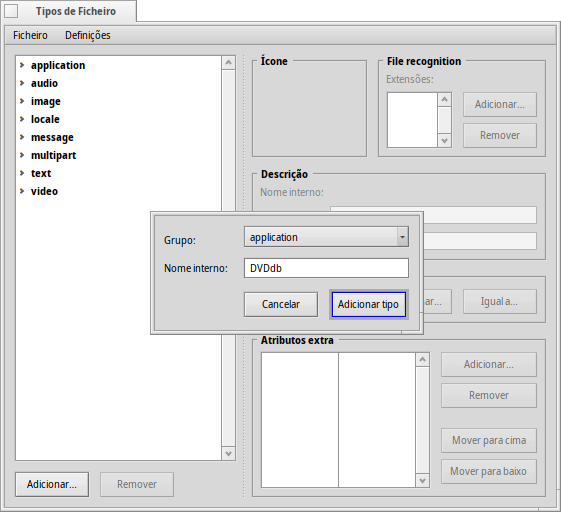 Tipos de Ficheiro
Ficheiro Definições
application
audio
image
locale
message
multipart
text
video
Adicionar...
Remover
Ícone
File recognition
Extensões:
Adicionar...
Remover
Descrição
Nome interno:
Grupo:
application
Nome interno:
DVDdb
Cancelar
Adicionar tipo
ar...
Igual a...
Atributos extra
Adicionar...
Remover
Mover para cima
Mover para baixo